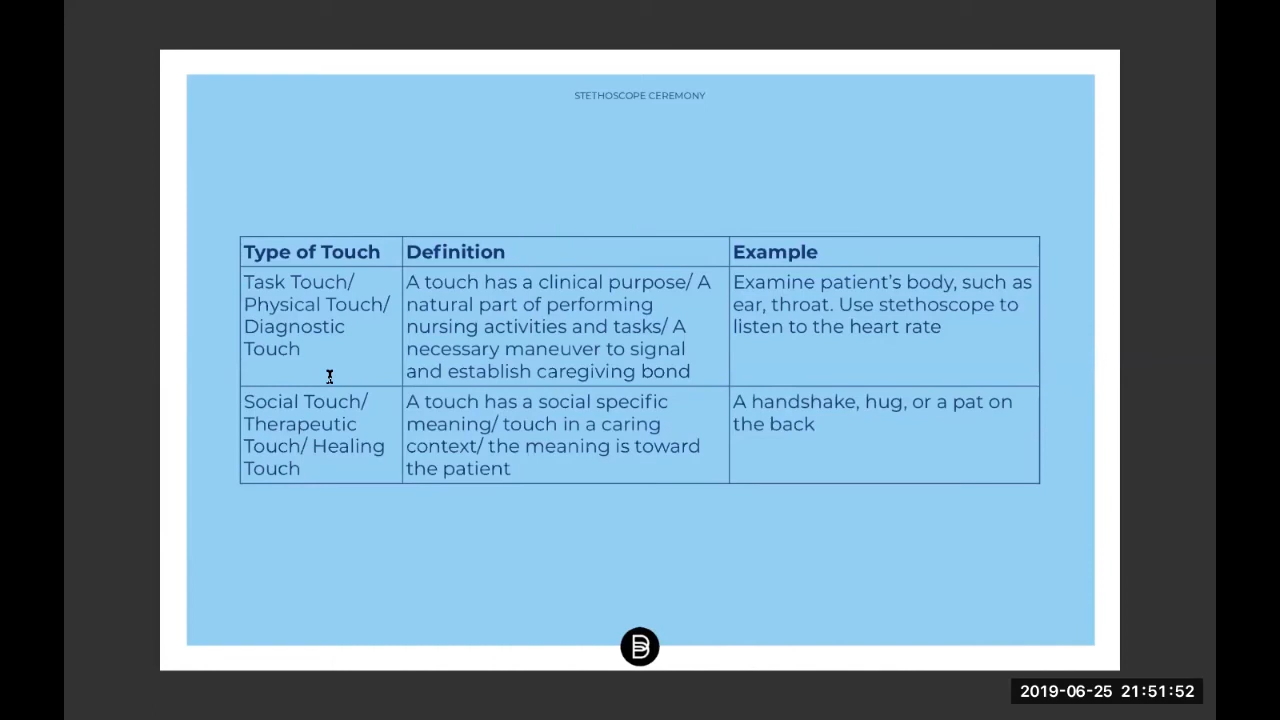 STETHOSCOPE CEREMONY
Type of Touch
Definition
Example
Task Touch/
Physical Touch/
Diagnostic
Touch
A touch has a clinical purpose/ A
natural part of performing
nursing activities and tasks/ A
necessary maneuver to signal
and establish caregiving bond
Examine patient’s body, such as
ear, throat. Use stethoscope to
listen to the heart rate
Social Touch/
Therapeutic
Touch/ Healing
Touch
A touch has a social specific
meaning/ touch in a caring
context/ the meaning is toward
the patient
A handshake, hug, or a pat on
the back
B
2019-06-25 21:51:52